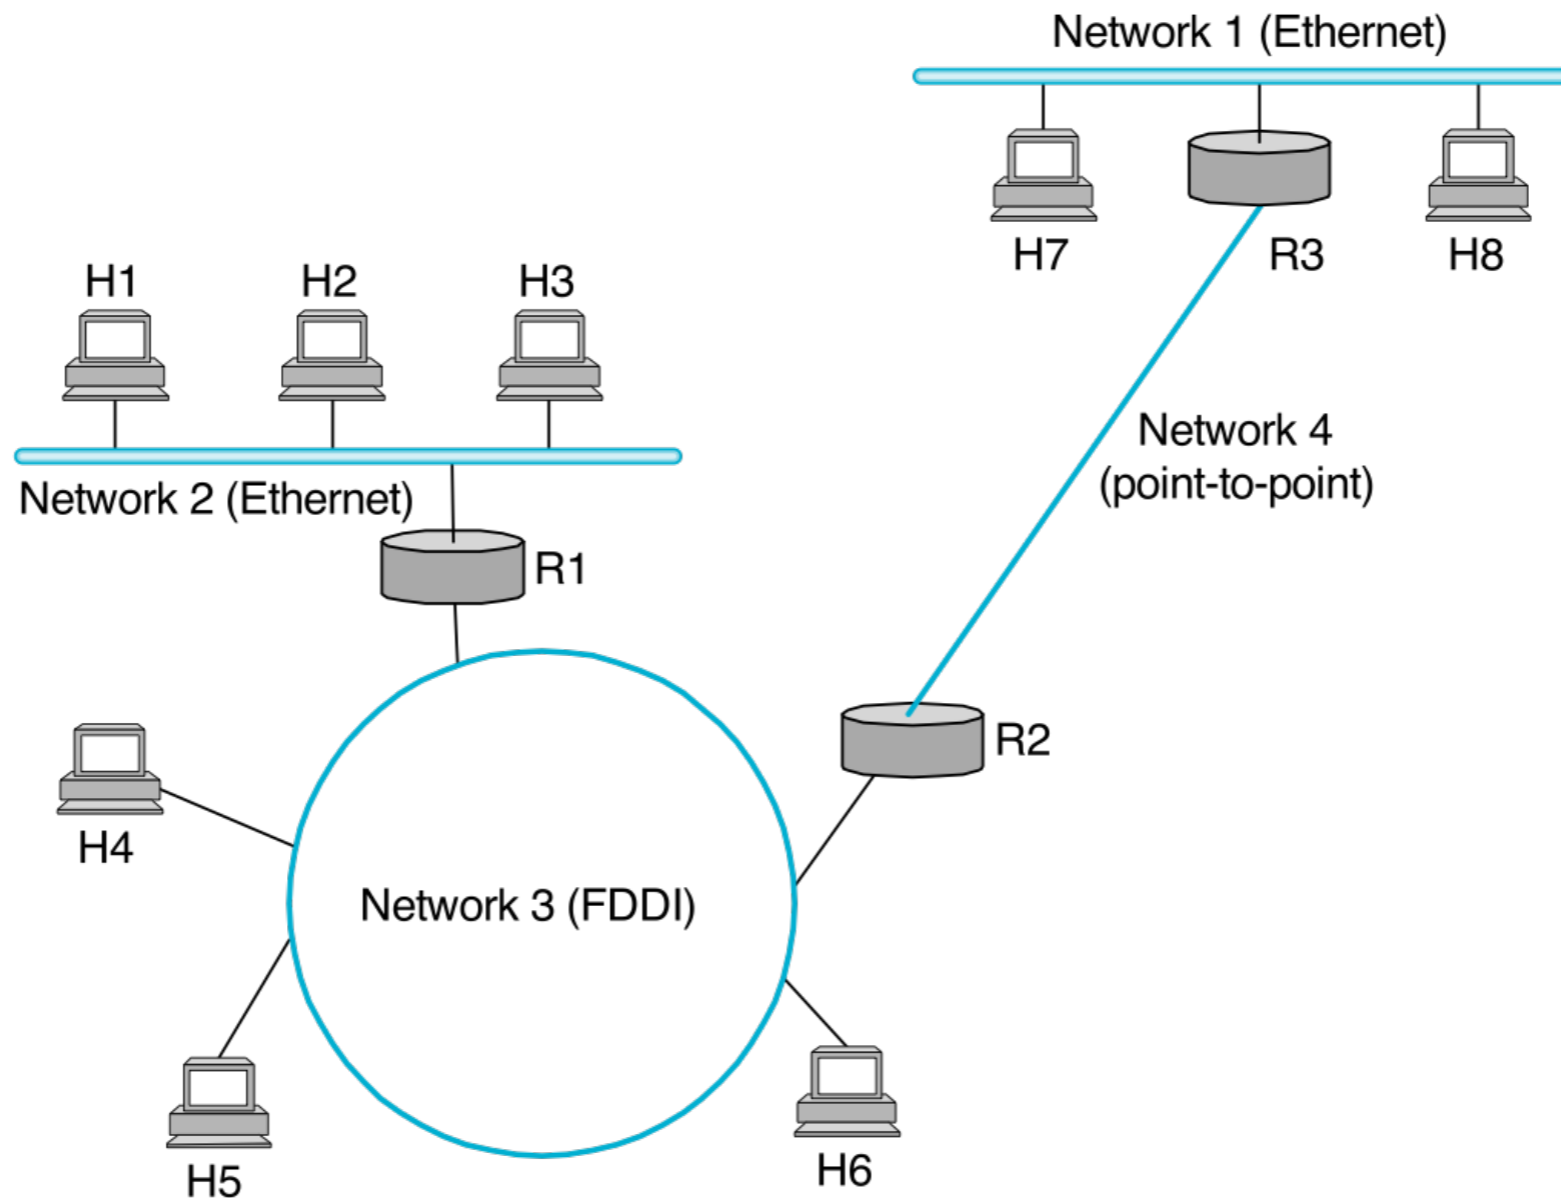 Network 1 (Ethernet)
H7
R3
H8
H1
H2
H3
Network 2 (Ethernet)
R1
Network 4
(point-to-point)
R2
H4
Network 3 (FDDI)
H5
H6